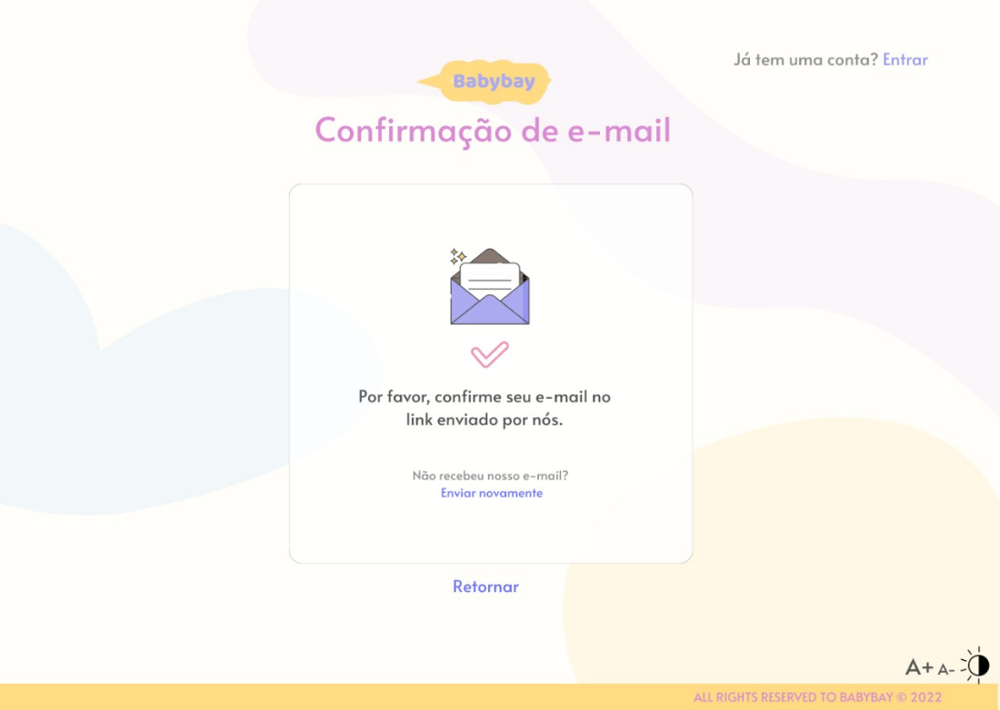 Já tem uma conta? Entrar
Babybay
Confirmação de e-mail
Por favor, confirme seu e-mail no
link enviado por nós.
Não recebeu nosso e-mail?
Enviar novamente
Retornar
A+ A-
ALL RIGHTS RESERVED TO BABYBAY © 2022